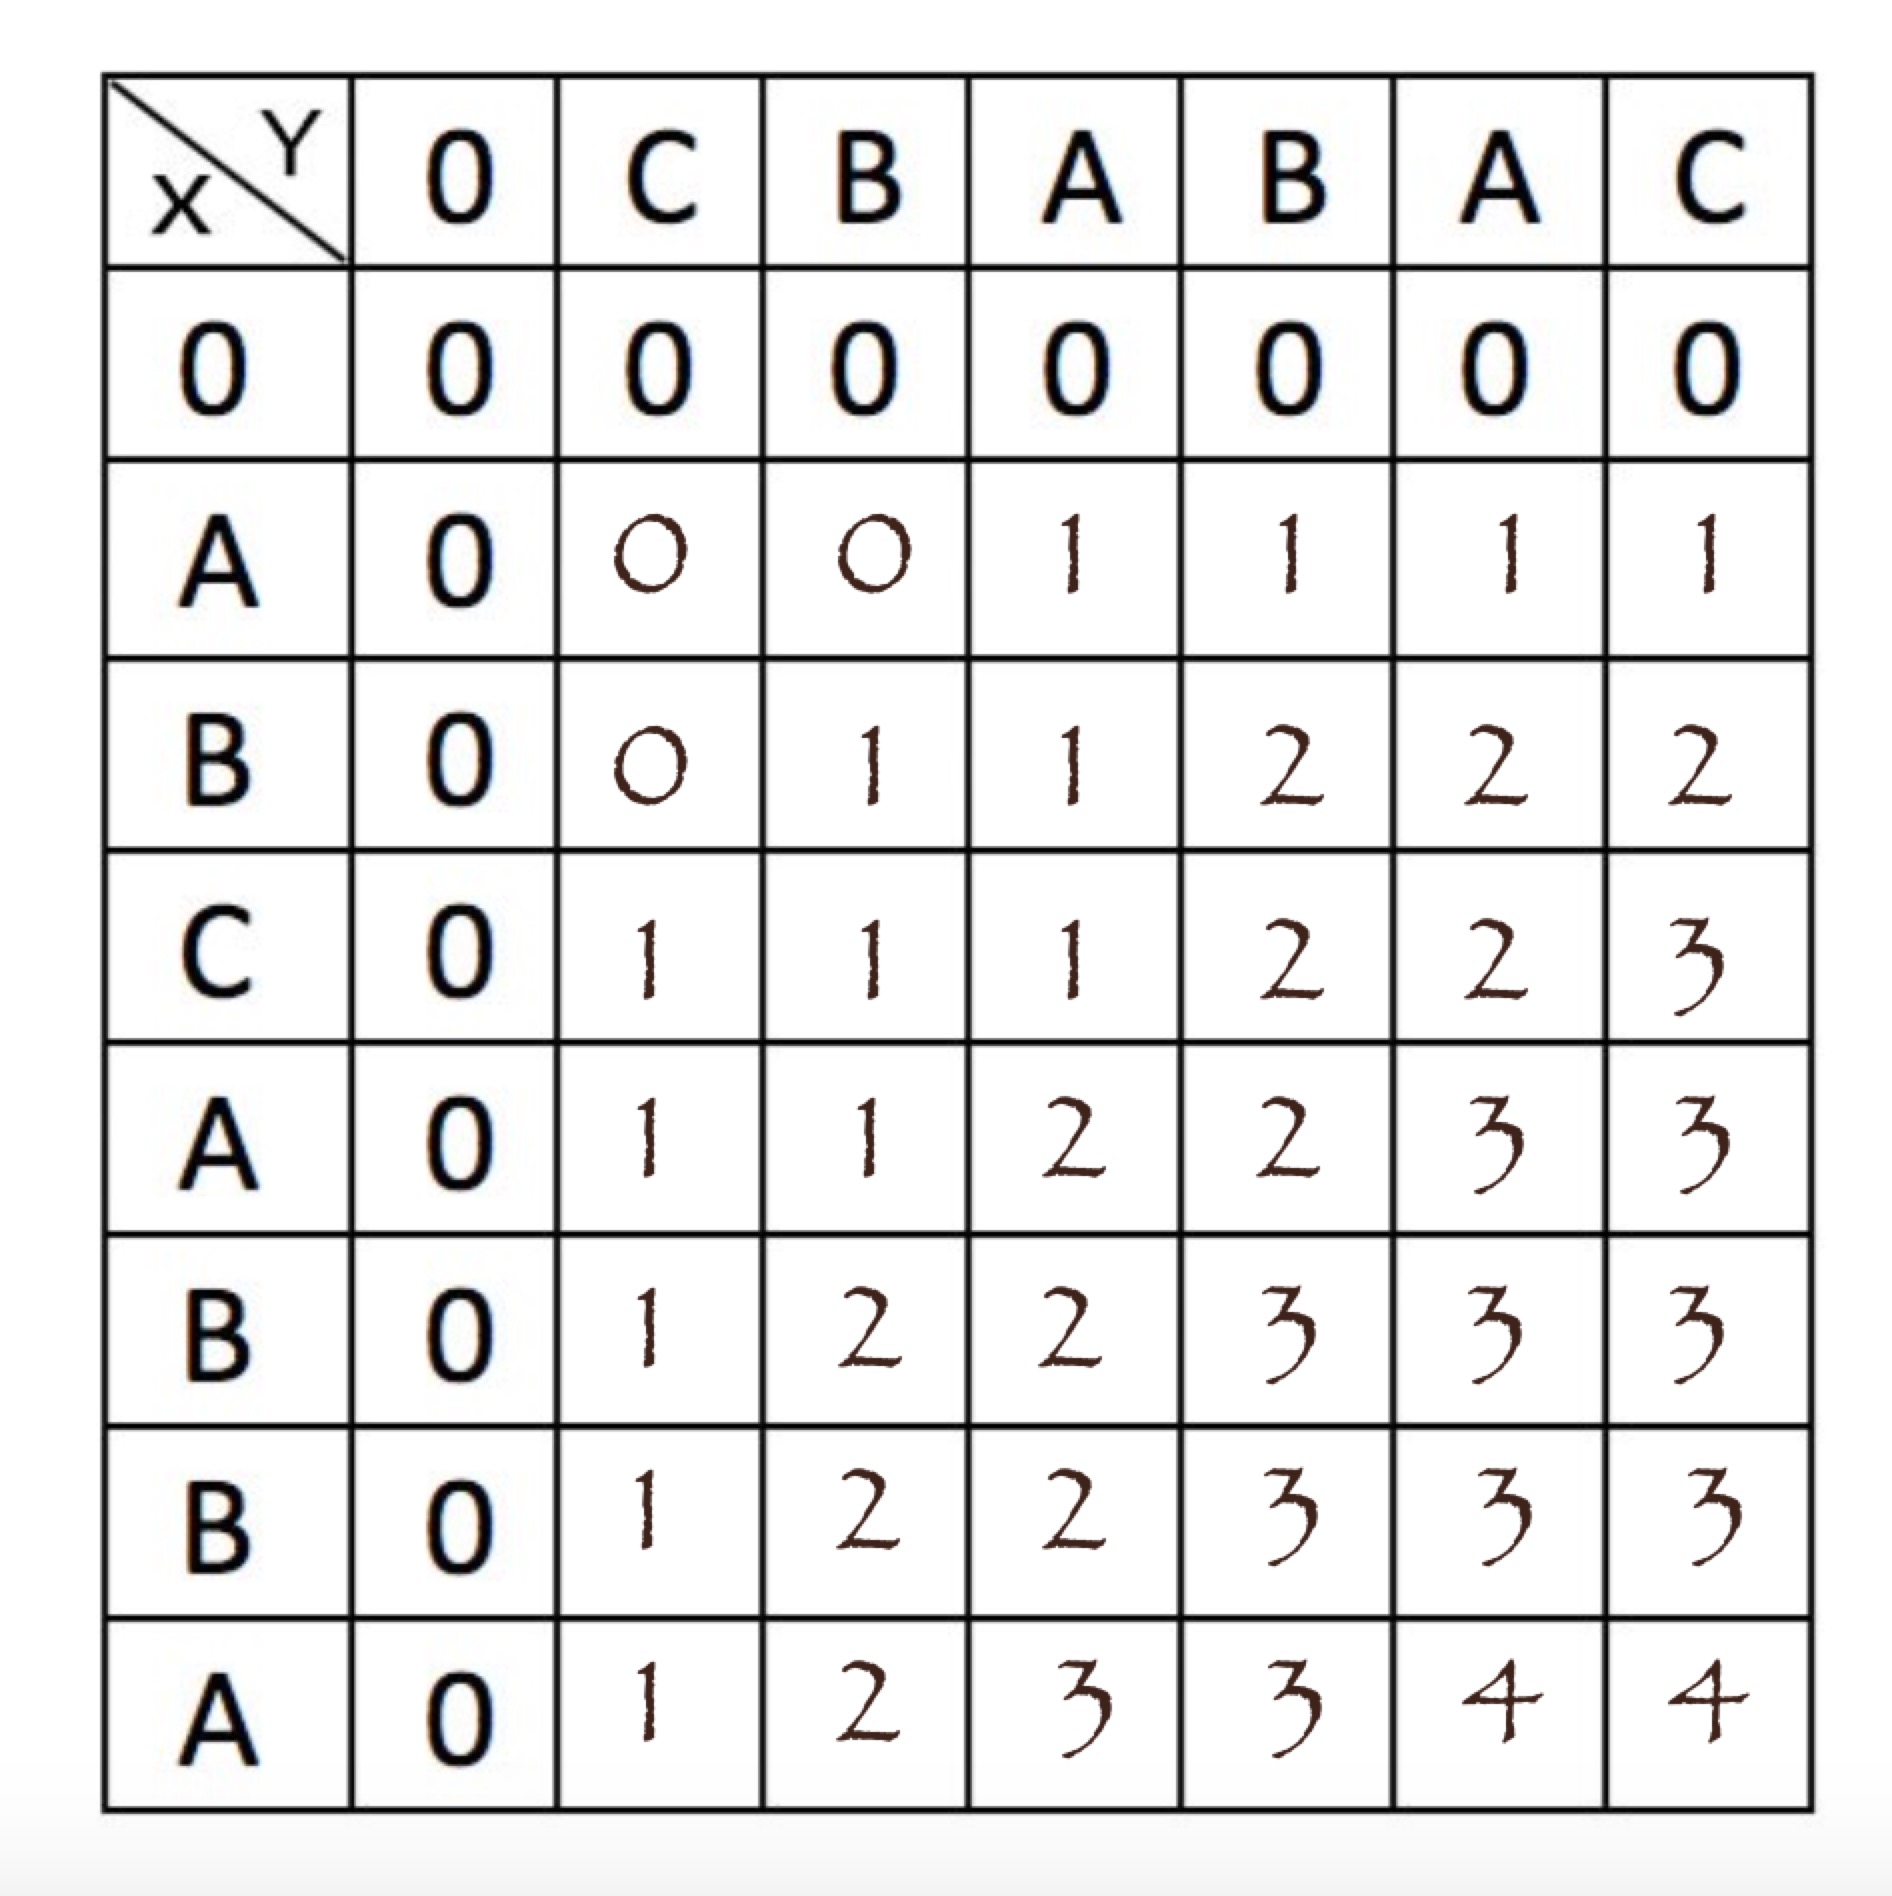 X Y 0 C B A B A C
0 0 0 0 0 0 0 0
A 0 0 0 1 1 1 1
B 0 0 1 1 2 2 2
C 0 1 1 1 2 2 3
A 0 1 1 2 2 3 3
B 0 1 2 2 3 3 3
B 0 1 2 2 3 3 3
A 0 1 2 3 3 4 4